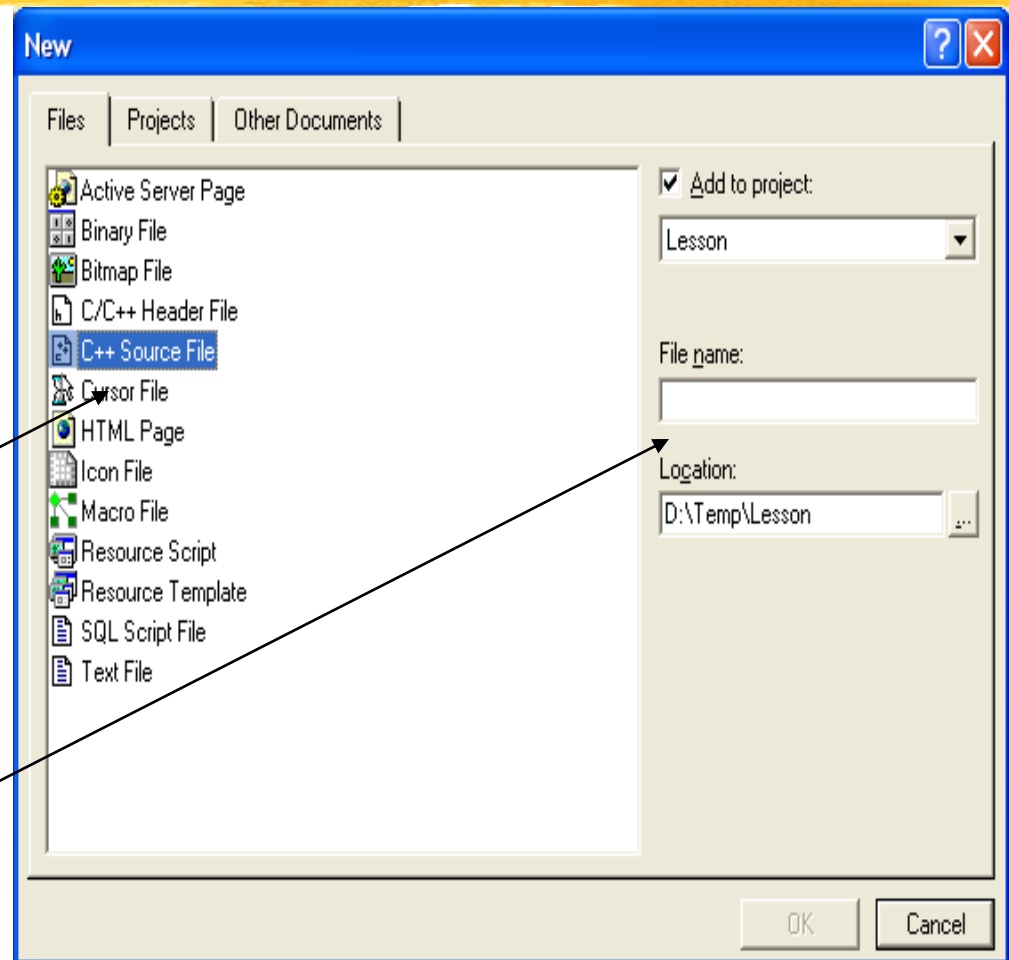 New
Files
Projects
Other Documents
Active Server Page
Binary File
Bitmap File
C/C++ Header File
C++ Source File
Cursor File
HTML Page
Icon File
Macro File
Resource Script
Resource Template
SQL Script File
Text File
Add to project:
Lesson
File name:
Location:
D:\Temp\Lesson
...
OK
Cancel